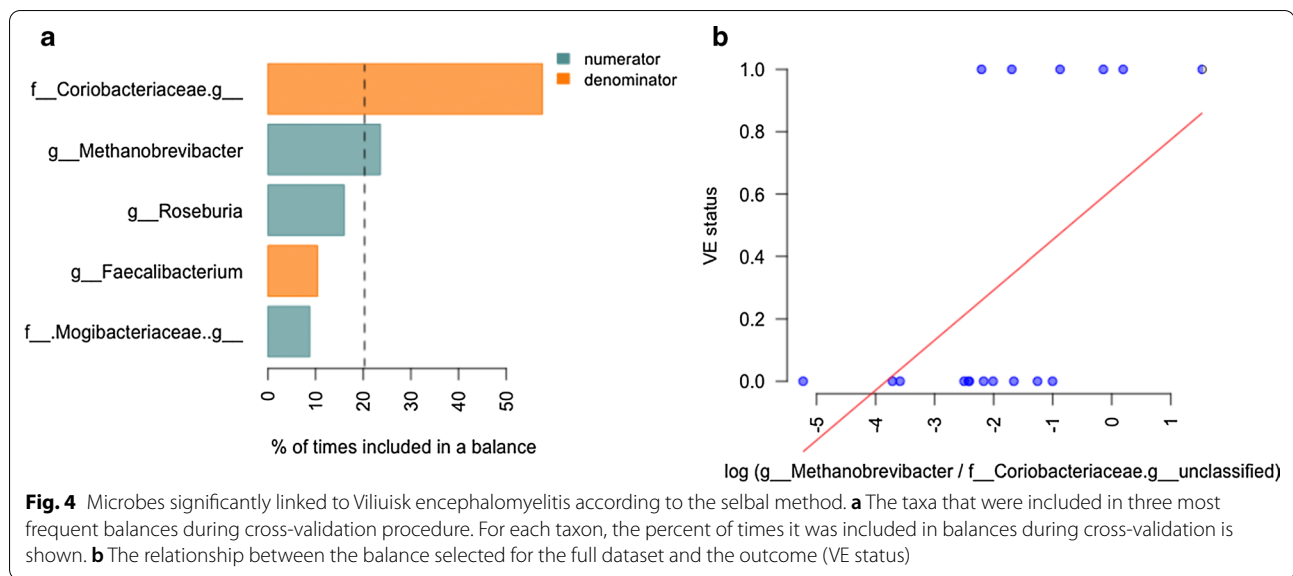 a
numerator
denominator
f__Coriobacteriaceae.g__
g__Methanobrevibacter
g__Roseburia
g__Faecalibacterium
f__.Mogibacteriaceae..g__
0 10 20 30 40 50
% of times included in a balance
b
1.0
0.8
0.6
0.4
0.2
0.0
VE status
-5 -4 -3 -2 -1 0 1
log (g__Methanobrevibacter / f__Coriobacteriaceae.g__unclassified)
Fig. 4 Microbes significantly linked to Viliuisk encephalomyelitis according to the selbal method. a The taxa that were included in three most
frequent balances during cross-validation procedure. For each taxon, the percent of times it was included in balances during cross-validation is
shown. b The relationship between the balance selected for the full dataset and the outcome (VE status)